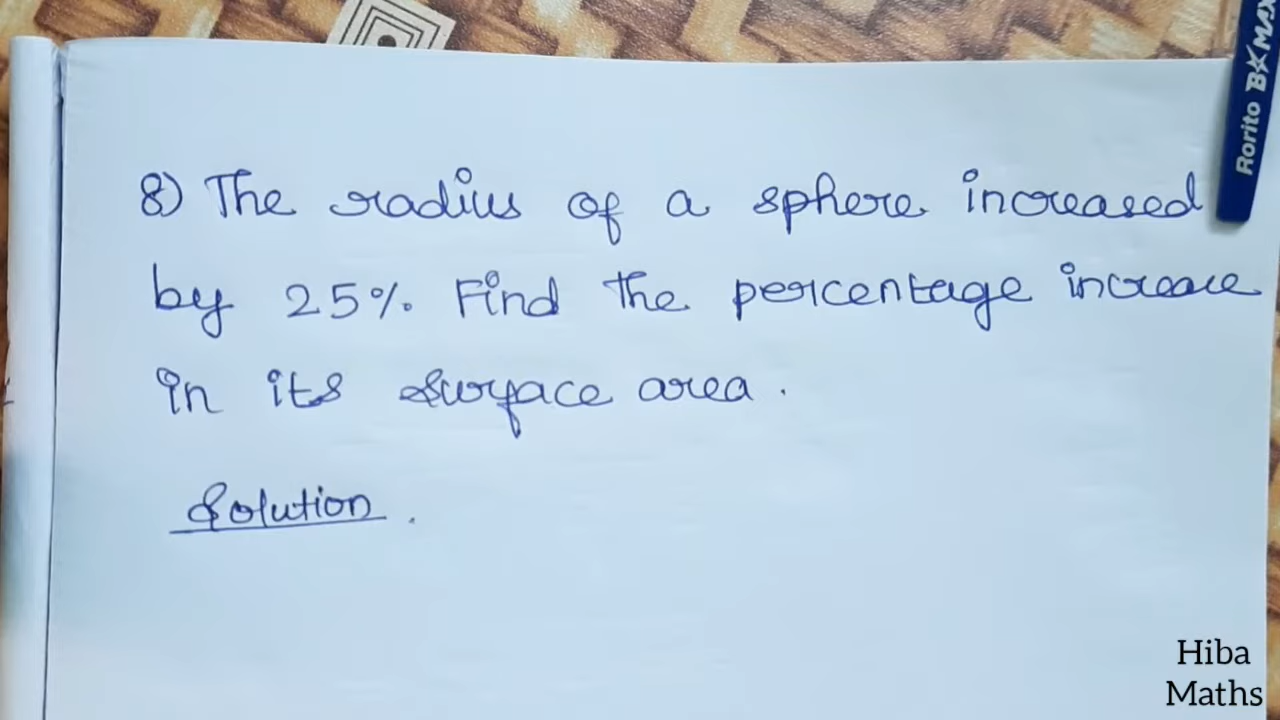 8) The radius of a sphere increased
by 25%. Find the percentage increase
in its surface area.
Solution.
Rorito BXMAX
Hiba
Maths